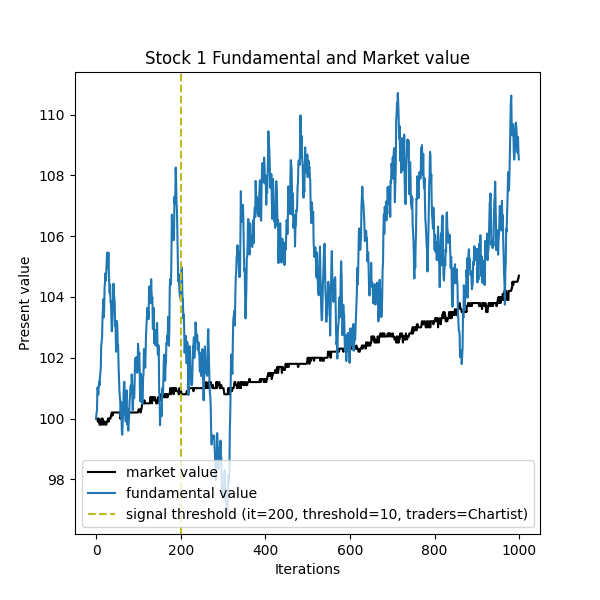 Stock 1 Fundamental and Market value
Present value
110
108
106
104
102
100
98
market value
fundamental value
signal threshold (it=200, threshold=10, traders=Chartist)
0
200
400
600
800
1000
Iterations